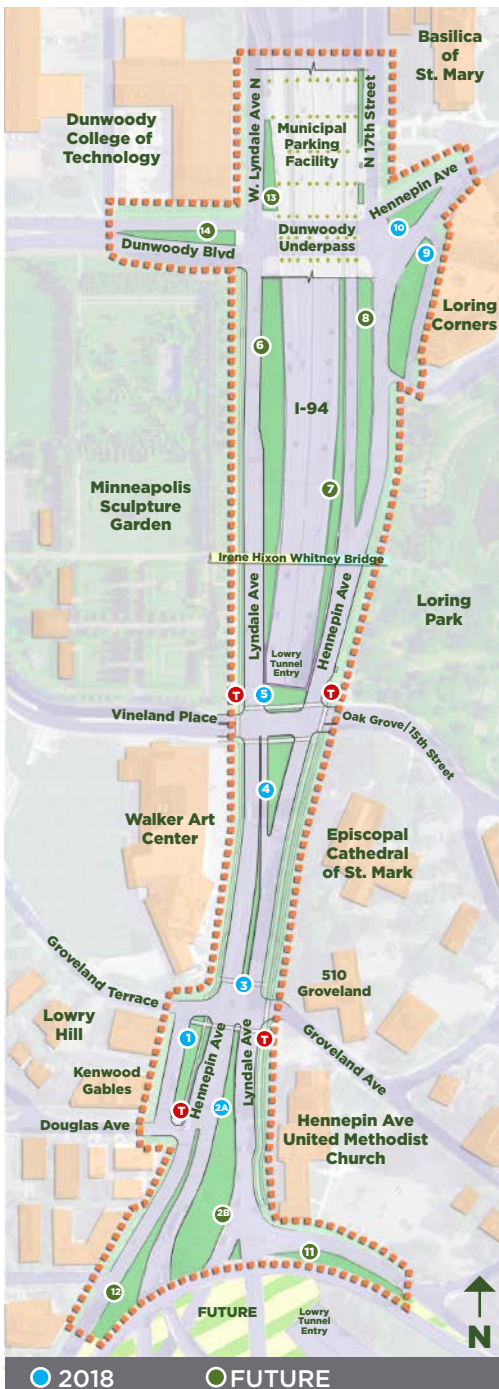 Basilica
of
St. Mary
Dunwoody
College of
Technology
W. Lyndale Ave N
Municipal
Parking
Facility
N 17th Street
13
Hennepin Ave
14
Dunwoody Blvd
Dunwoody
Underpass
10
9
Loring
Corners
6
8
I-94
7
Minneapolis
Sculpture
Garden
Irene Hixon Whitney Bridge
Lyndale Ave
Hennepin Ave
Loring
Park
Lowry
Tunnel
Entry
T
5
T
Vineland Place
Oak Grove/15th Street
4
Walker Art
Center
Episcopal
Cathedral
of St. Mark
Groveland Terrace
3
510
Groveland
Lowry
Hill
1
Hennepin Ave
Lyndale Ave
T
Groveland Ave
Kenwood
Gables
T
2A
Douglas Ave
Hennepin Ave
United Methodist
Church
2B
11
12
FUTURE
Lowry
Tunnel
Entry
N
2018
FUTURE